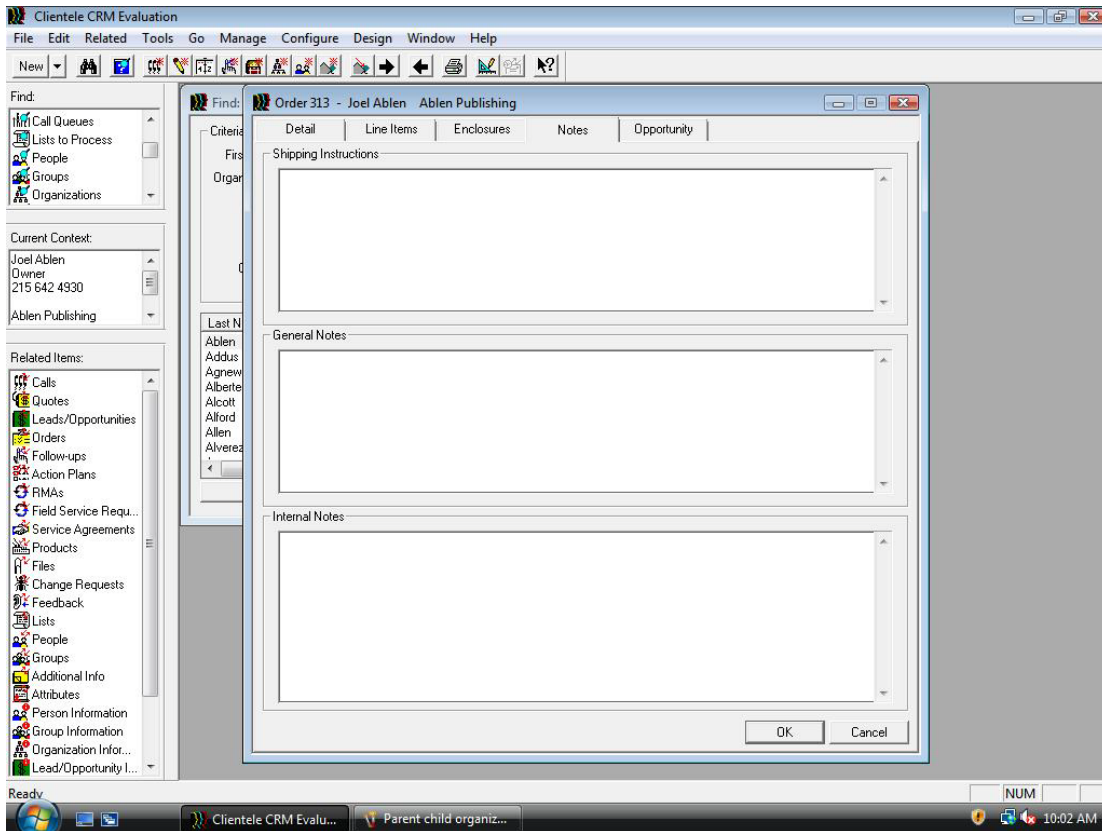 Clientele CRM Evaluation
File Edit Related Tools Go Manage Configure Design Window Help
New
Find:
Call Queues
Lists to Process
People
Groups
Organizations
Current Context:
Joel Ablen
Owner
215 642 4930
Ablen Publishing
Related Items:
Calls
Quotes
Leads/Opportunities
Orders
Follow-ups
Action Plans
RMAs
Field Service Requ...
Service Agreements
Products
Files
Change Requests
Feedback
Lists
People
Groups
Additional Info
Attributes
Person Information
Group Information
Organization Infor...
Lead/Opportunity I...
Find:
Criteria
Firs
Organ
Last N
Ablen
Addus
Agnew
Alberte
Alcott
Alford
Allen
Alverez
Order 313 - Joel Ablen Ablen Publishing
Detail Line Items Enclosures Notes Opportunity
Shipping Instructions
General Notes
Internal Notes
OK Cancel
Ready NUM
Clientele CRM Evalu... Parent child organiz... 10:02 AM